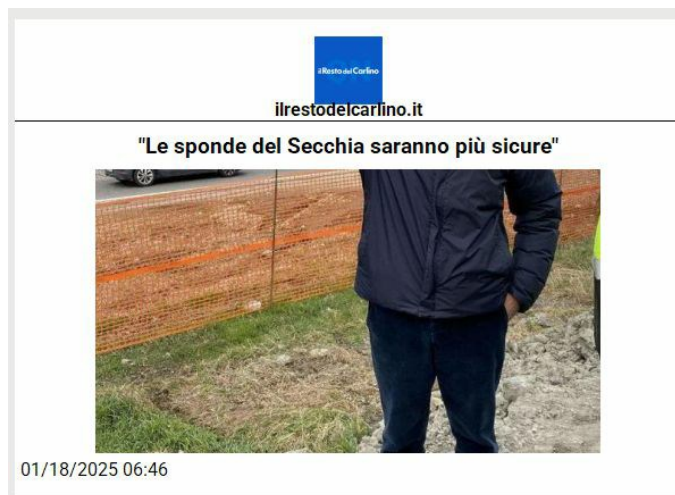 il Resto del Carlino
ilrestodelcarlino.it
"Le sponde del Secchia saranno più sicure"
01/18/2025 06:46